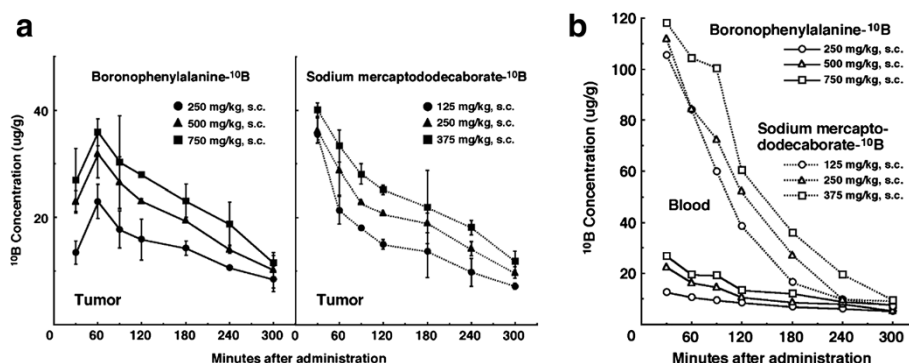 a
Boronophenylalanine-¹⁰B
250 mg/kg, s.c.
500 mg/kg, s.c.
750 mg/kg, s.c.
Sodium mercaptododecaborate-¹⁰B
125 mg/kg, s.c.
250 mg/kg, s.c.
375 mg/kg, s.c.
¹⁰B Concentration (ug/g)
40
20
Tumor
Tumor
0 60 120 180 240 300
0 60 120 180 240 300
Minutes after administration
b
Boronophenylalanine-¹⁰B
250 mg/kg, s.c.
500 mg/kg, s.c.
750 mg/kg, s.c.
Sodium mercapto-
dodecaborate-¹⁰B
125 mg/kg, s.c.
250 mg/kg, s.c.
375 mg/kg, s.c.
Blood
¹⁰B Concentration (ug/g)
120
100
80
60
40
20
0
0 60 120 180 240 300
Minutes after administration